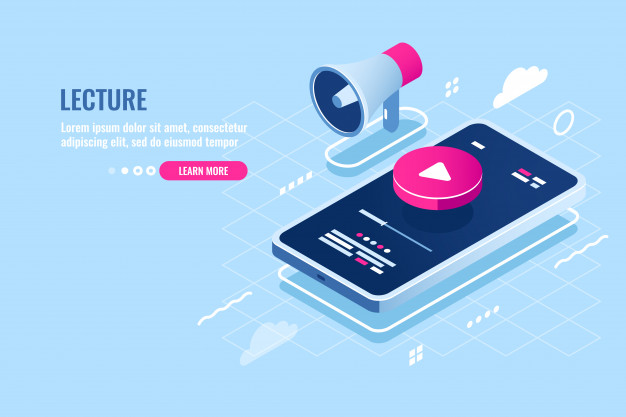 LECTURE
Lorem ipsum dolor sit amet, consectetur
adipiscing elit, sed do eiusmod tempor
LEARN MORE